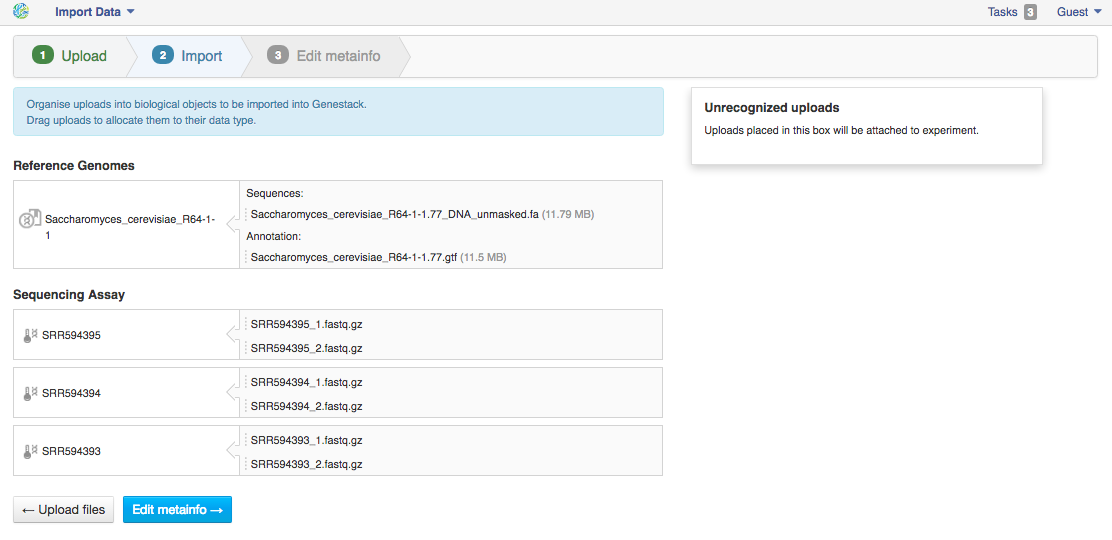 Import Data
Tasks 3 Guest
1 Upload 2 Import 3 Edit metainfo
Organise uploads into biological objects to be imported into Genestack.
Drag uploads to allocate them to their data type.
Unrecognized uploads
Uploads placed in this box will be attached to experiment.
Reference Genomes
Saccharomyces_cerevisiae_R64-1-
1
Sequences:
Saccharomyces_cerevisiae_R64-1-1.77_DNA_unmasked.fa (11.79 MB)
Annotation:
Saccharomyces_cerevisiae_R64-1-1.77.gtf (11.5 MB)
Sequencing Assay
SRR594395
SRR594395_1.fastq.gz
SRR594395_2.fastq.gz
SRR594394
SRR594394_1.fastq.gz
SRR594394_2.fastq.gz
SRR594393
SRR594393_1.fastq.gz
SRR594393_2.fastq.gz
← Upload files
Edit metainfo →